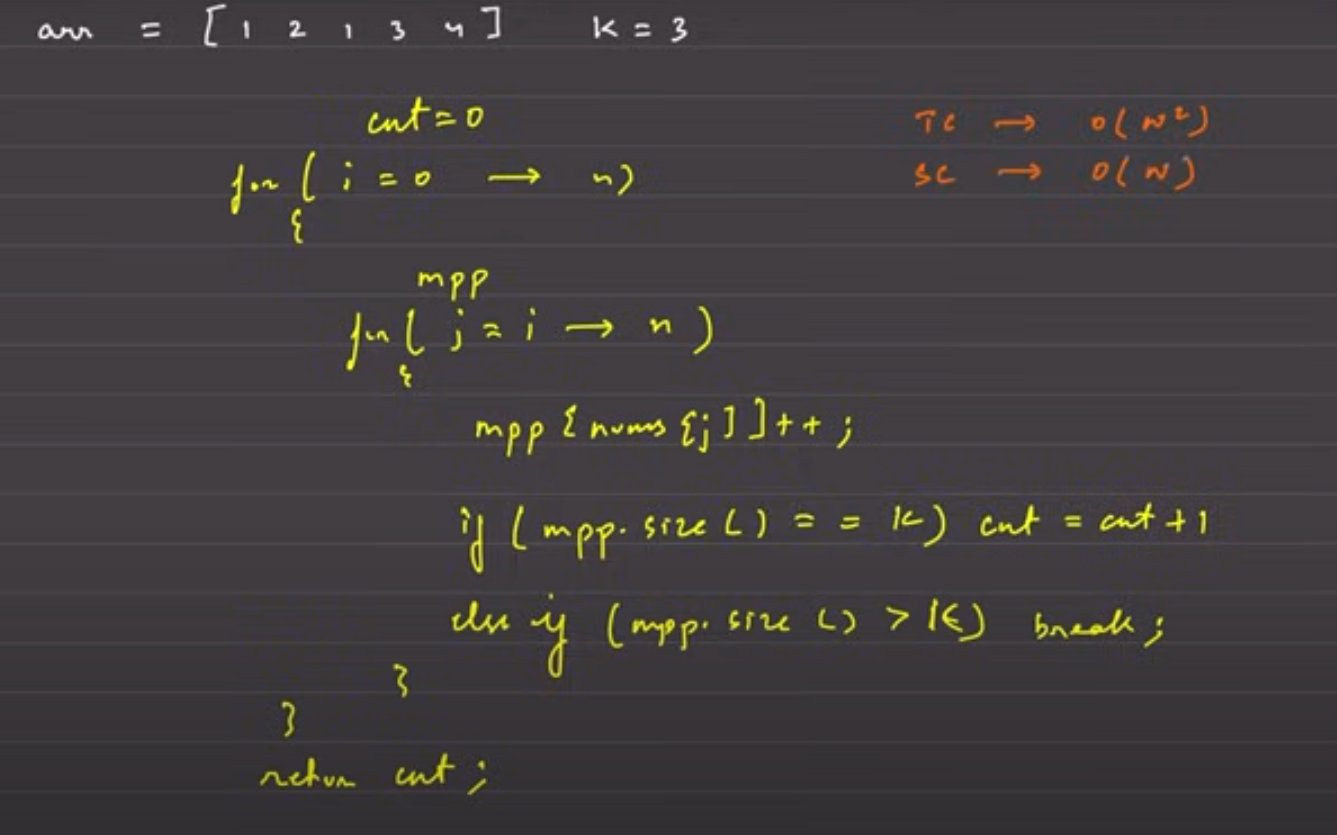 arr = [ 1 2 1 3 4 ] K = 3
cnt = 0
TC → O(N²)
for ( i = 0 → n)
SC → O(N)
{
mpp
for( j = i → n )
{
mpp [ nums [j] ] ++ ;
if ( mpp. size () = = K) cnt = cnt + 1
else if (mpp. size () > K) break ;
}
}
return cnt ;